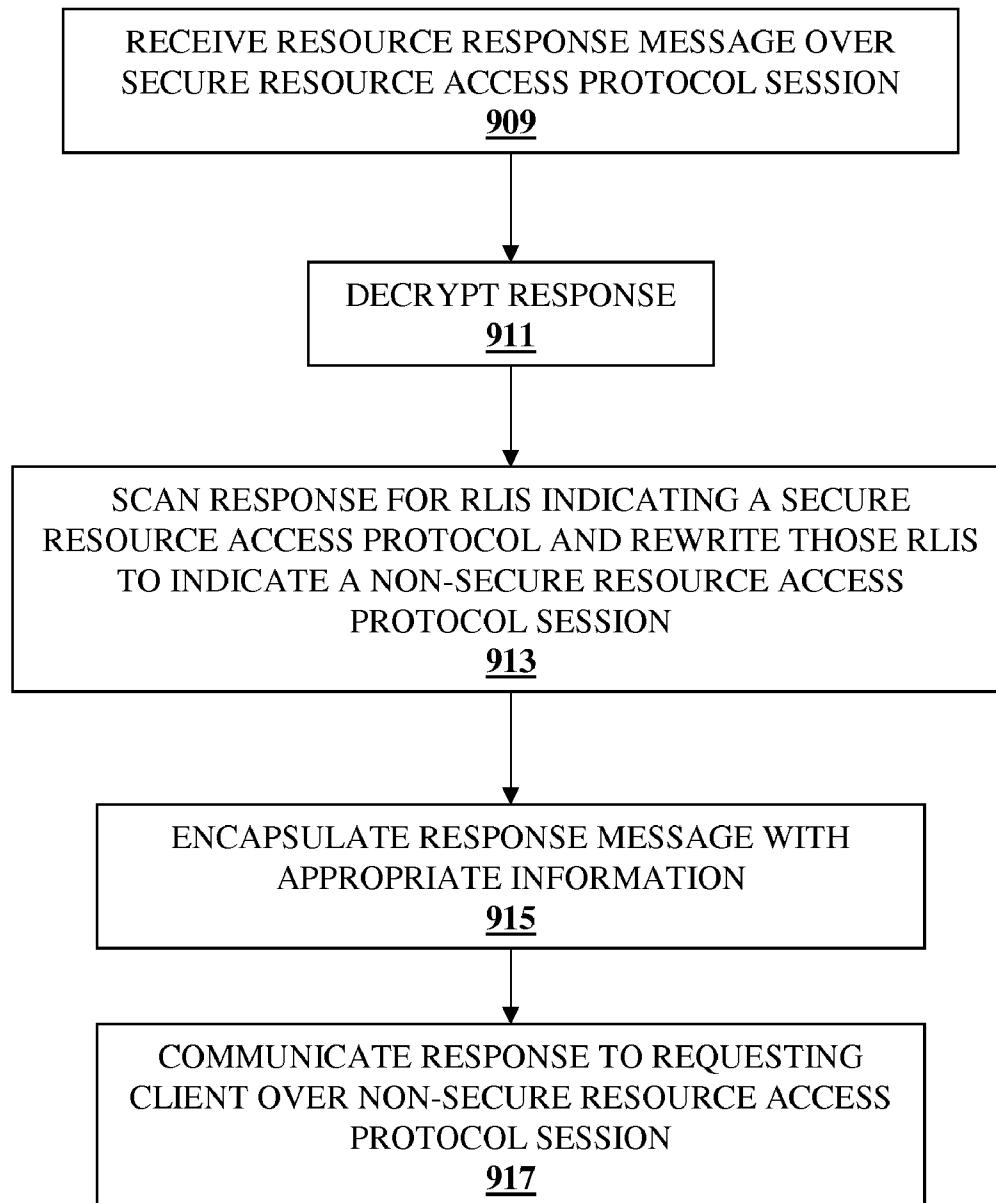 RECEIVE RESOURCE RESPONSE MESSAGE OVER
SECURE RESOURCE ACCESS PROTOCOL SESSION
909
DECRYPT RESPONSE
911
SCAN RESPONSE FOR RLIS INDICATING A SECURE
RESOURCE ACCESS PROTOCOL AND REWRITE THOSE RLIS
TO INDICATE A NON-SECURE RESOURCE ACCESS
PROTOCOL SESSION
913
ENCAPSULATE RESPONSE MESSAGE WITH
APPROPRIATE INFORMATION
915
COMMUNICATE RESPONSE TO REQUESTING
CLIENT OVER NON-SECURE RESOURCE ACCESS
PROTOCOL SESSION
917